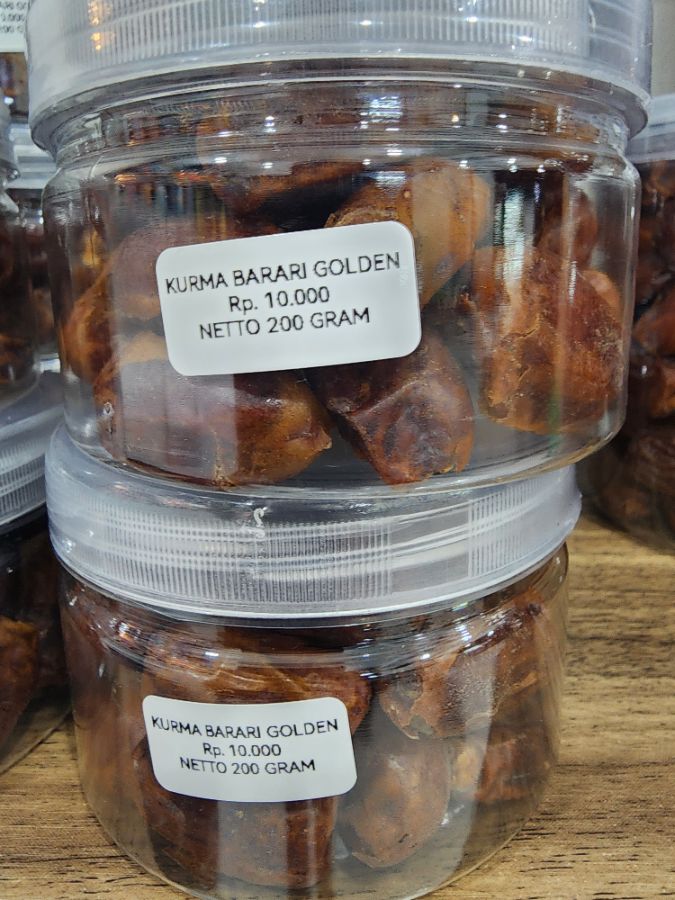 KURMA BARARI GOLDEN
Rp. 10.000
NETTO 200 GRAM
KURMA BARARI GOLDEN
Rp. 10.000
NETTO 200 GRAM